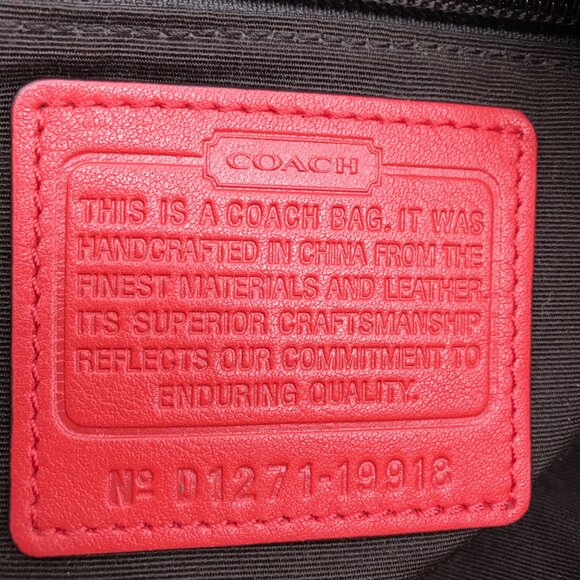 COACH
THIS IS A COACH BAG. IT WAS
HANDCRAFTED IN CHINA FROM THE
FINEST MATERIALS AND LEATHER.
ITS SUPERIOR CRAFTSMANSHIP
REFLECTS OUR COMMITMENT TO
ENDURING QUALITY.
Nº D1271-19918